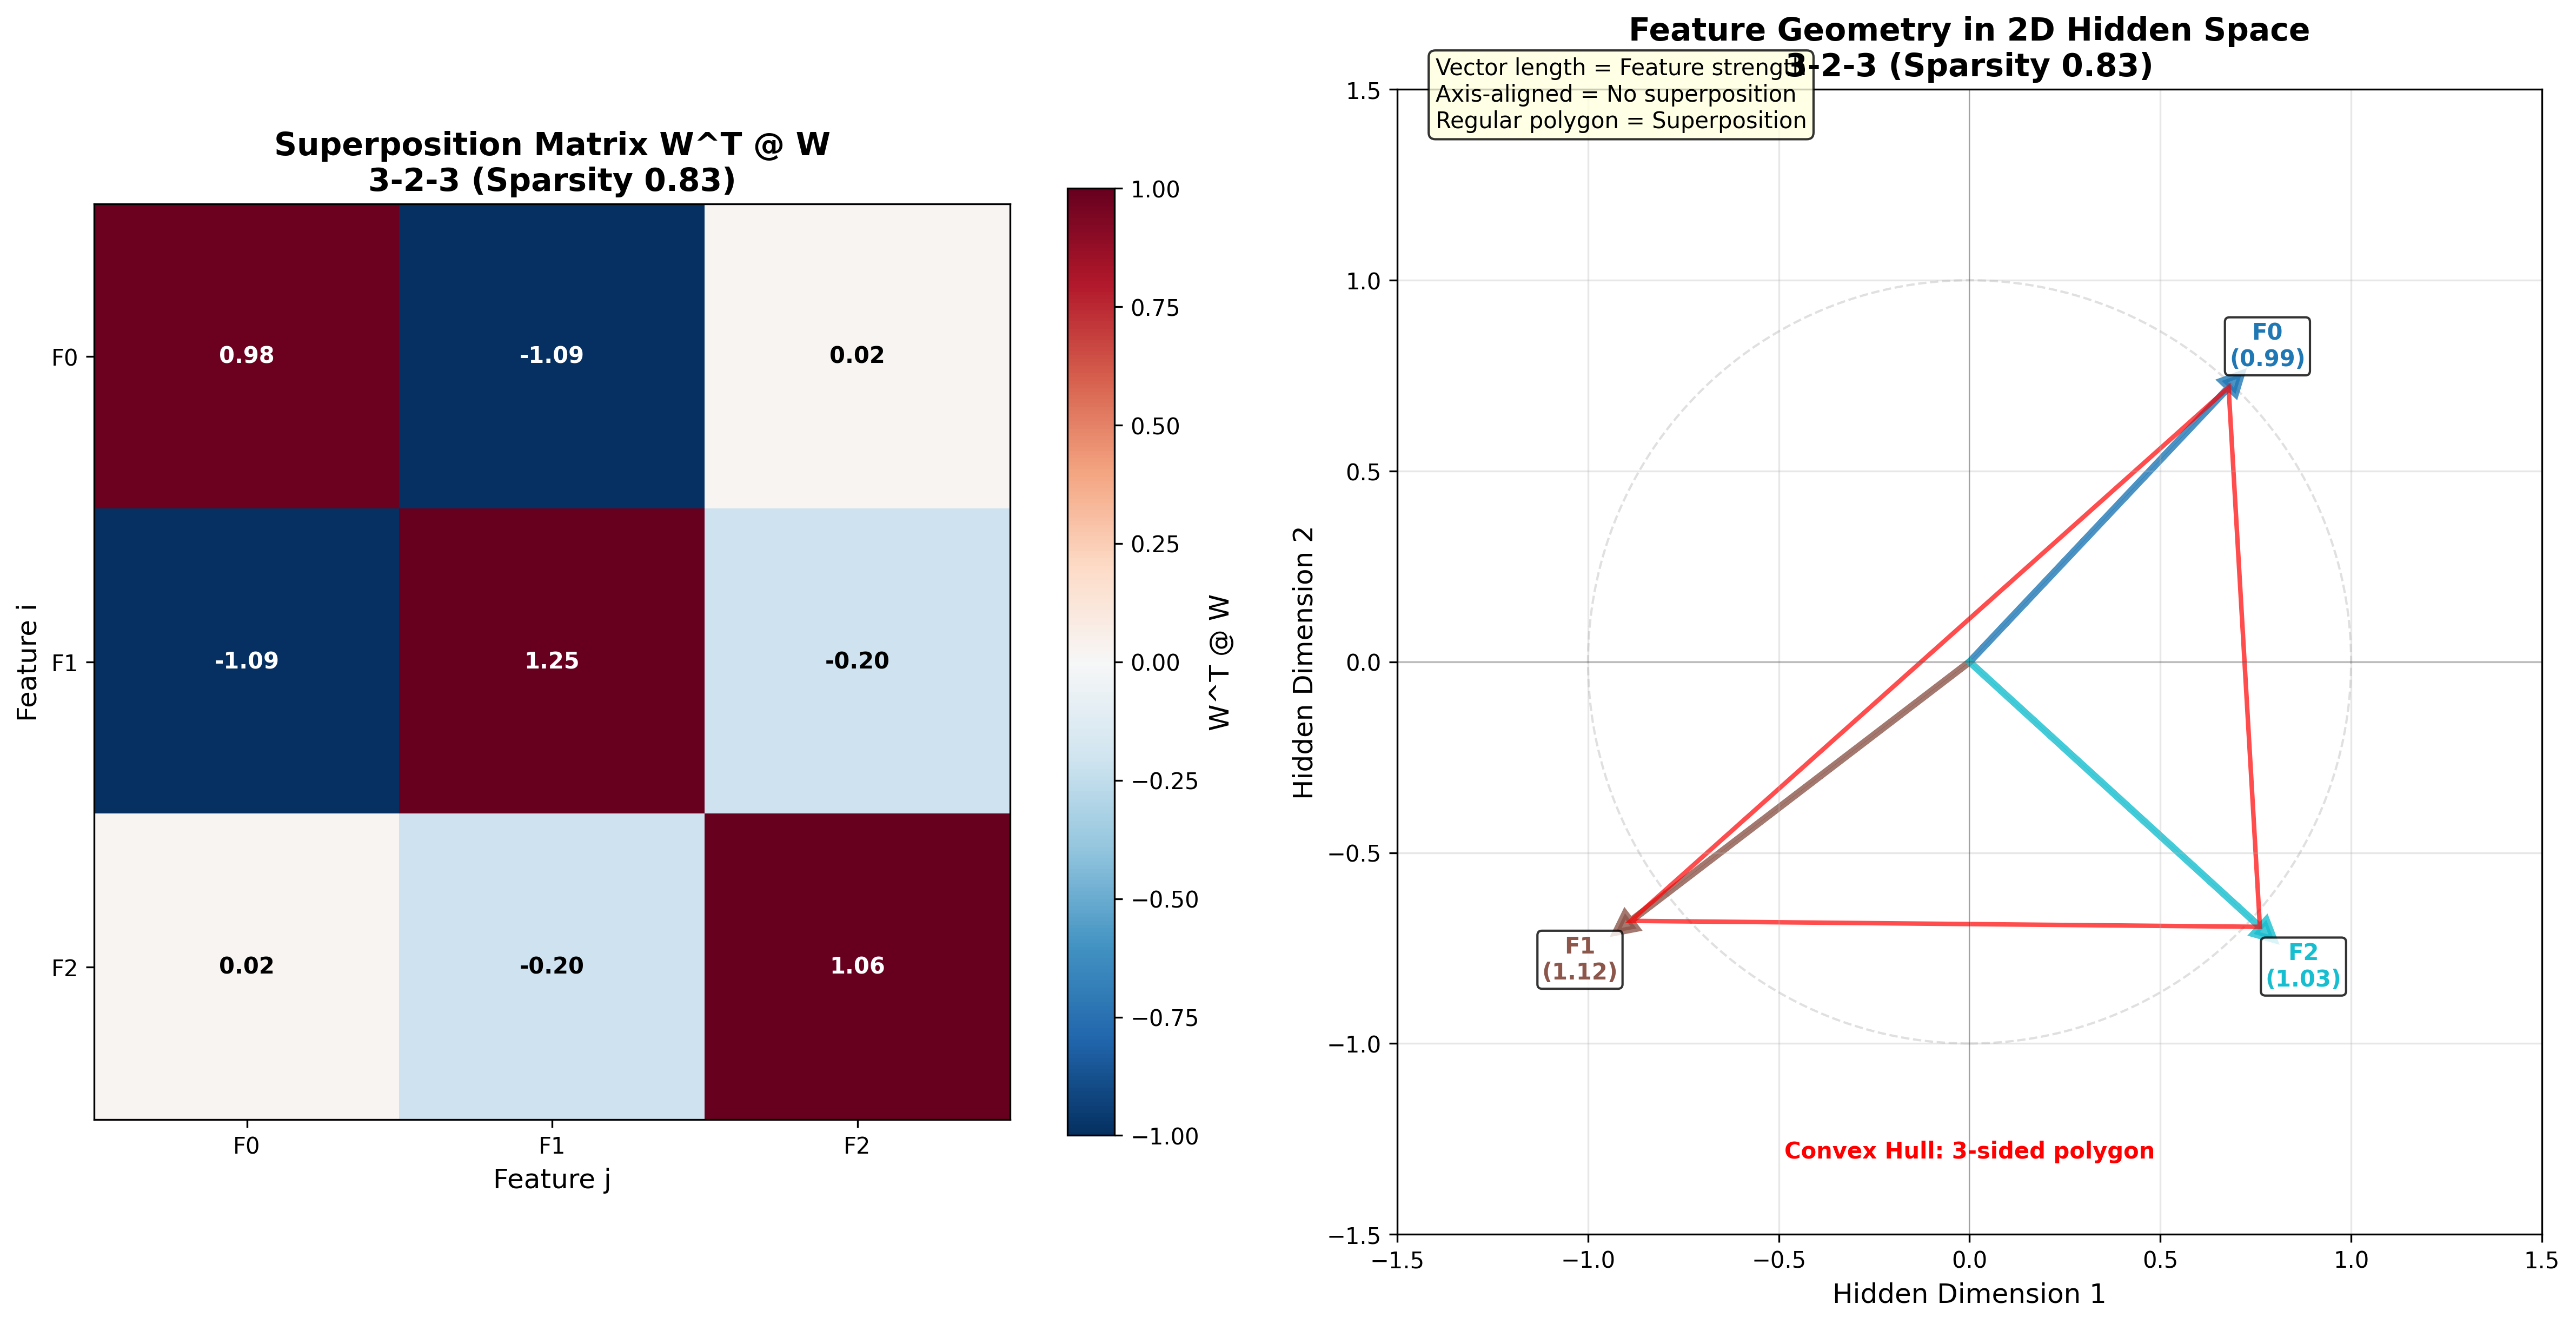 Superposition Matrix W^T @ W
3-2-3 (Sparsity 0.83)
Feature i
F0
F1
F2
0.98
-1.09
0.02
-1.09
1.25
-0.20
0.02
-0.20
1.06
F0
F1
F2
Feature j
1.00
0.75
0.50
0.25
0.00
−0.25
−0.50
−0.75
−1.00
W^T @ W
Feature Geometry in 2D Hidden Space
3-2-3 (Sparsity 0.83)
Vector length = Feature strength
Axis-aligned = No superposition
Regular polygon = Superposition
Hidden Dimension 2
1.5
1.0
0.5
0.0
−0.5
−1.0
−1.5
F0
(0.99)
F1
(1.12)
F2
(1.03)
Convex Hull: 3-sided polygon
−1.5
−1.0
−0.5
0.0
0.5
1.0
1.5
Hidden Dimension 1